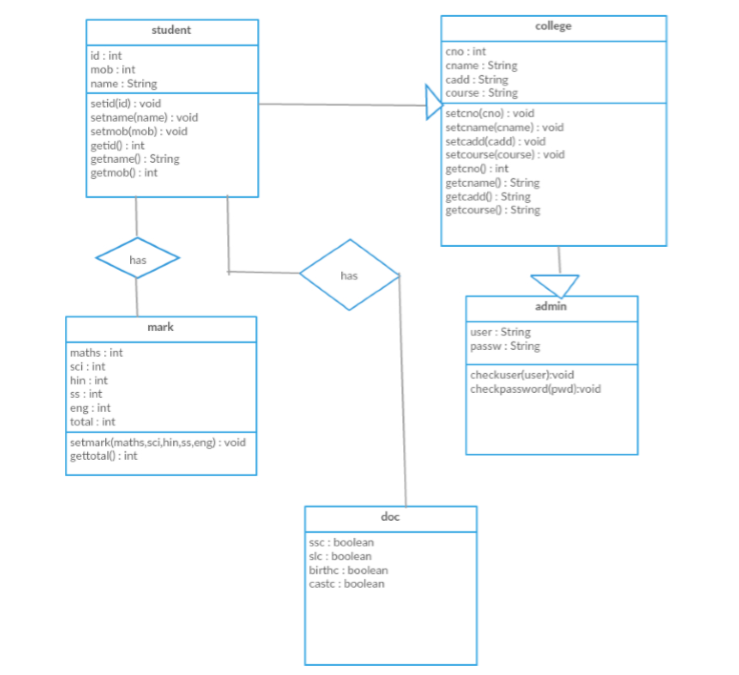 student
id : int
mob : int
name : String
setid(id) : void
setname(name) : void
setmob(mob) : void
getid() : int
getname() : String
getmob() : int
college
cno : int
cname : String
cadd : String
course : String
setcno(cno) : void
setcname(cname) : void
setcadd(cadd) : void
setcourse(course) : void
getcno() : int
getcname() : String
getcadd() : String
getcourse() : String
has
has
mark
maths : int
sci : int
hin : int
ss : int
eng : int
total : int
setmark(maths,sci,hin,ss,eng) : void
gettotal() : int
admin
user : String
passw : String
checkuser(user):void
checkpassword(pwd):void
doc
ssc : boolean
slc : boolean
birthc : boolean
castc : boolean